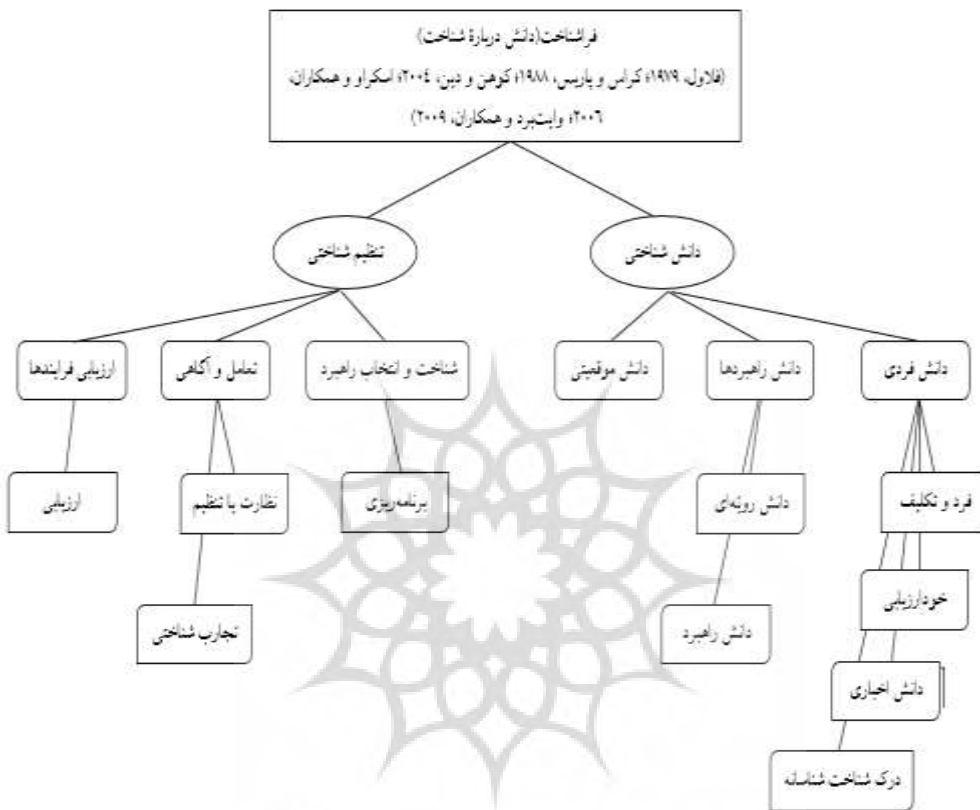 فراشناخت(دانش دربارۀ شناخت)
(فلاول، ۱۹۷۹؛ کراس و پاریس، ۱۹۸۸؛ کوهن و دین، ۲۰۰۴؛ اسکراو و همکاران،
۲۰۰۶؛ وایت‌برد و همکاران، ۲۰۰۹)
دانش شناختی
تنظیم شناختی
دانش فردی
دانش راهبردها
دانش موقعیتی
شناخت و انتخاب راهبرد
تعامل و آگاهی
ارزیابی فرایندها
فرد و تکلیف
دانش رویّه‌ای
برنامه‌ریزی
نظارت یا تنظیم
ارزیابی
خودارزیابی
دانش راهبرد
تجارب شناختی
دانش اخباری
درک شناخت شناسانه